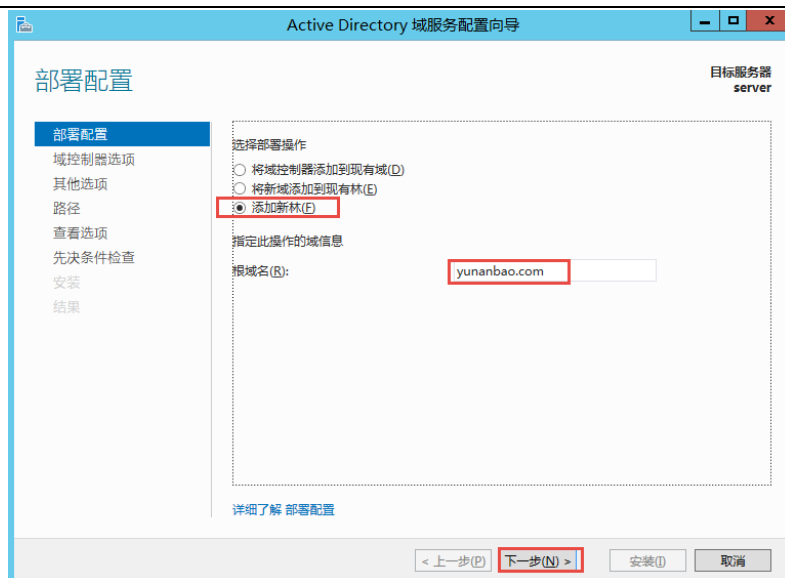 Active Directory 域服务配置向导
部署配置
目标服务器
server
部署配置
域控制器选项
其他选项
路径
查看选项
先决条件检查
安装
结果
选择部署操作
将域控制器添加到现有域(D)
将新域添加到现有林(E)
添加新林(F)
指定此操作的域信息
根域名(R):
yunanbao.com
详细了解 部署配置
< 上一步(P)
下一步(N) >
安装(I)
取消